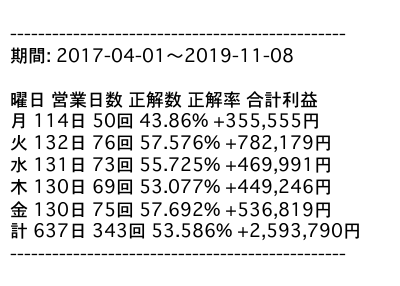 ------------------------------------------------
期間: 2017-04-01〜2019-11-08
曜日 営業日数 正解数 正解率 合計利益
月 114日 50回 43.86% +355,555円
火 132日 76回 57.576% +782,179円
水 131日 73回 55.725% +469,991円
木 130日 69回 53.077% +449,246円
金 130日 75回 57.692% +536,819円
計 637日 343回 53.586% +2,593,790円
------------------------------------------------